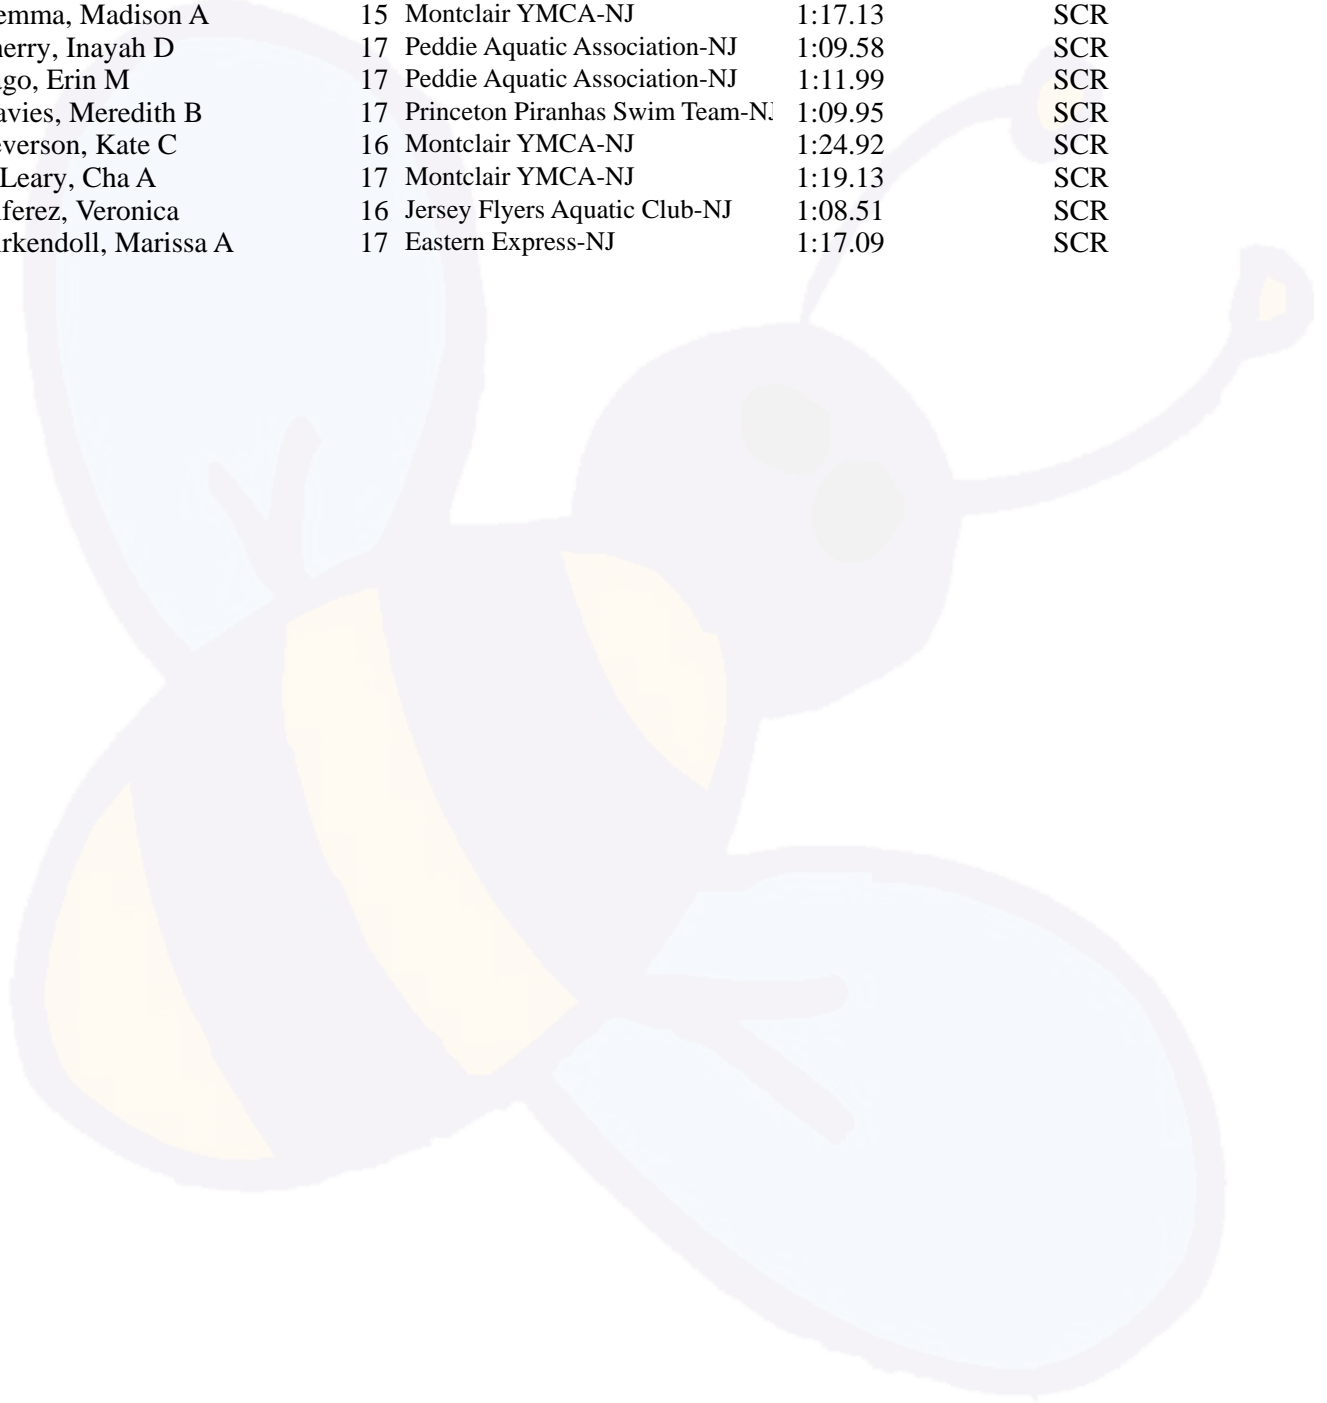 emma, Madison A 15 Montclair YMCA-NJ 1:17.13 SCR
erry, Inayah D 17 Peddie Aquatic Association-NJ 1:09.58 SCR
go, Erin M 17 Peddie Aquatic Association-NJ 1:11.99 SCR
avies, Meredith B 17 Princeton Piranhas Swim Team-NJ 1:09.95 SCR
verson, Kate C 16 Montclair YMCA-NJ 1:24.92 SCR
Leary, Cha A 17 Montclair YMCA-NJ 1:19.13 SCR
ferez, Veronica 16 Jersey Flyers Aquatic Club-NJ 1:08.51 SCR
rkendoll, Marissa A 17 Eastern Express-NJ 1:17.09 SCR